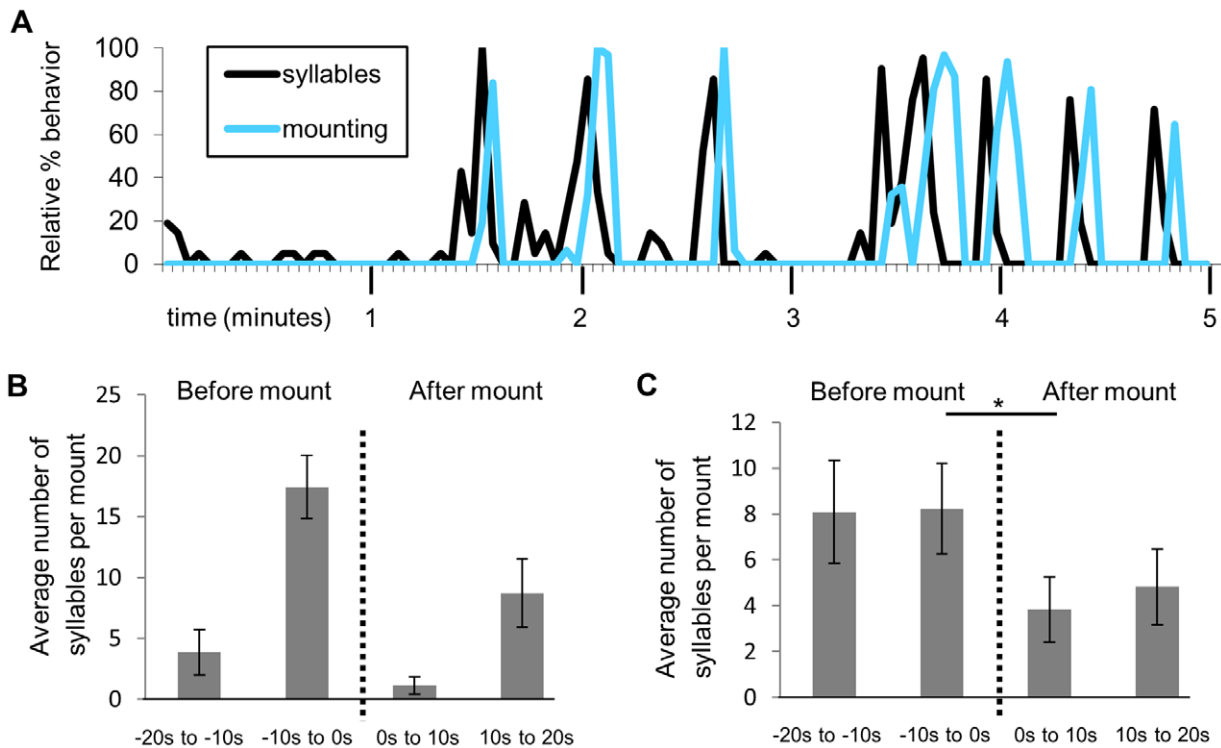 A
Relative % behavior
100
80
60
40
20
0
syllables
mounting
time (minutes)
1
2
3
4
5
B
Before mount
After mount
Average number of
syllables per mount
25
20
15
10
5
0
-20s to -10s
-10s to 0s
0s to 10s
10s to 20s
C
Before mount
After mount
*
Average number of
syllables per mount
12
10
8
6
4
2
0
-20s to -10s
-10s to 0s
0s to 10s
10s to 20s